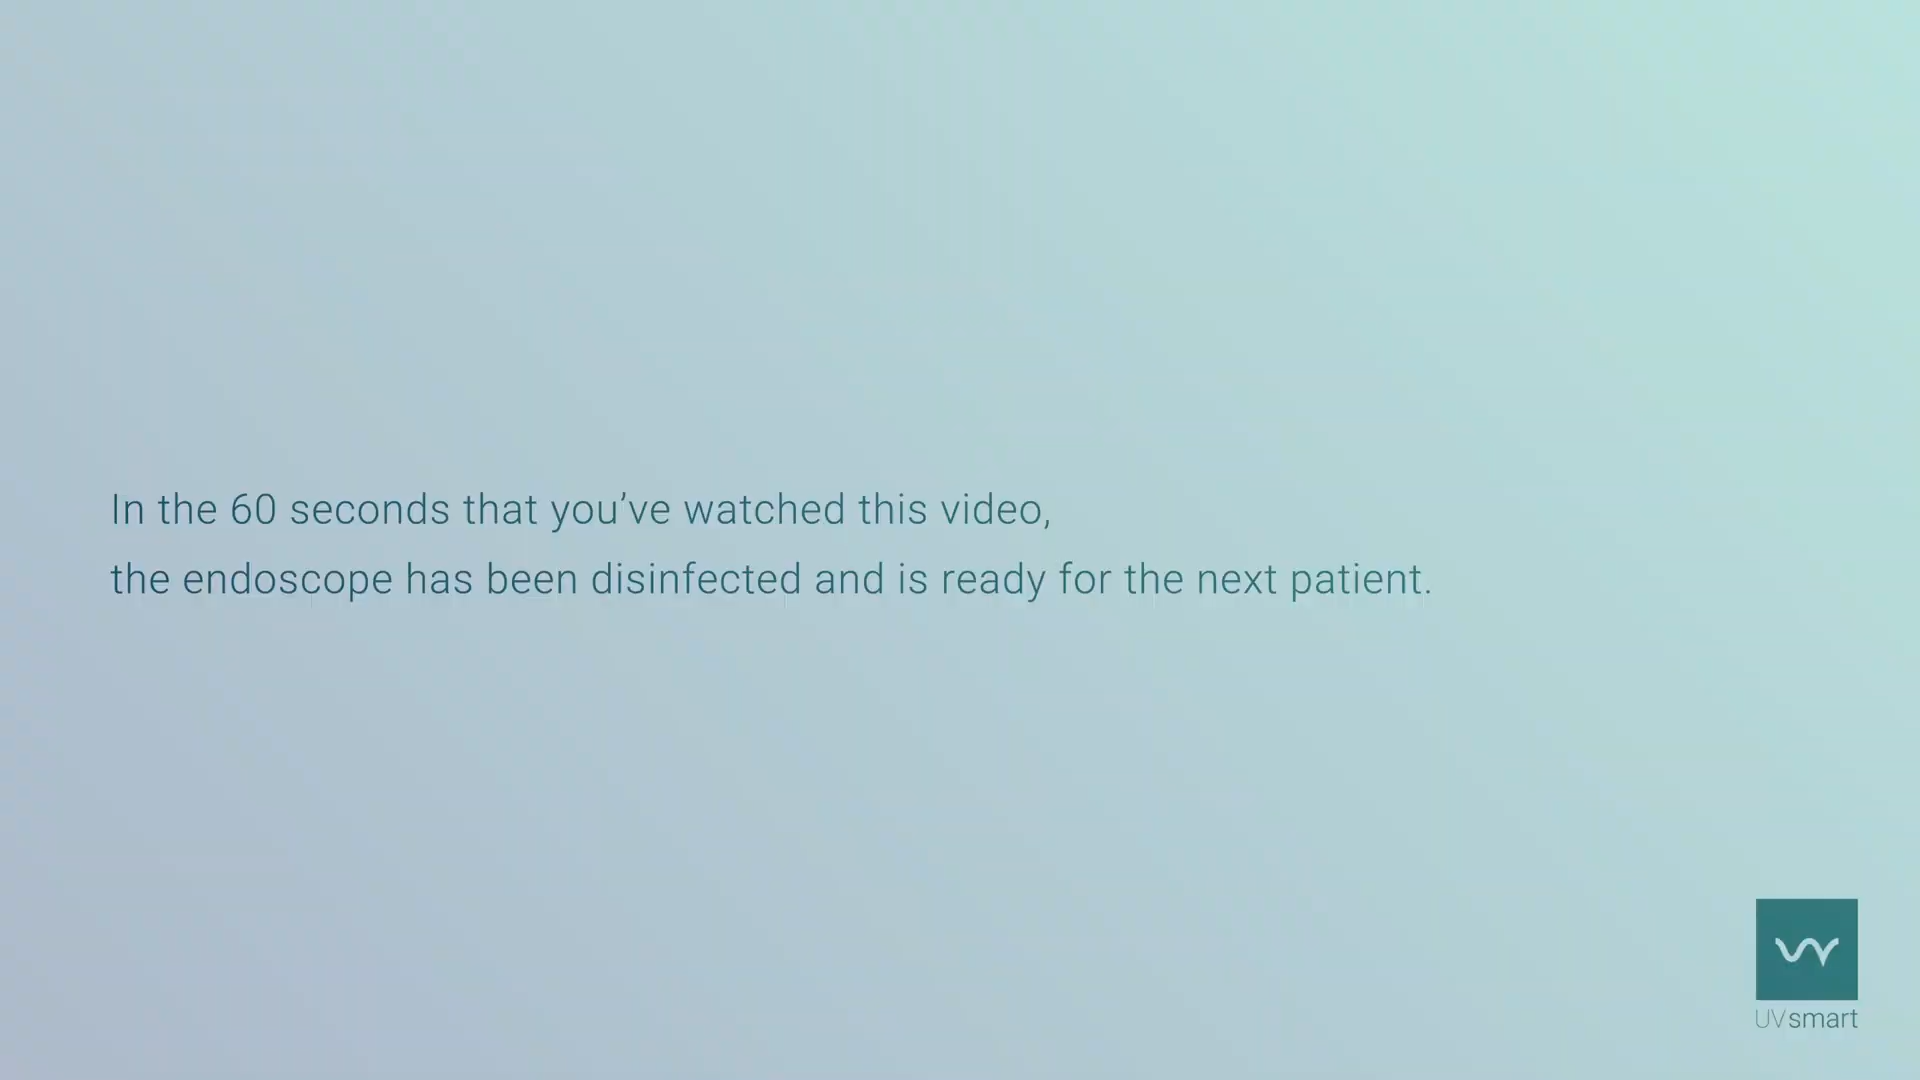 In the 60 seconds that you’ve watched this video,
the endoscope has been disinfected and is ready for the next patient.
UVsmart